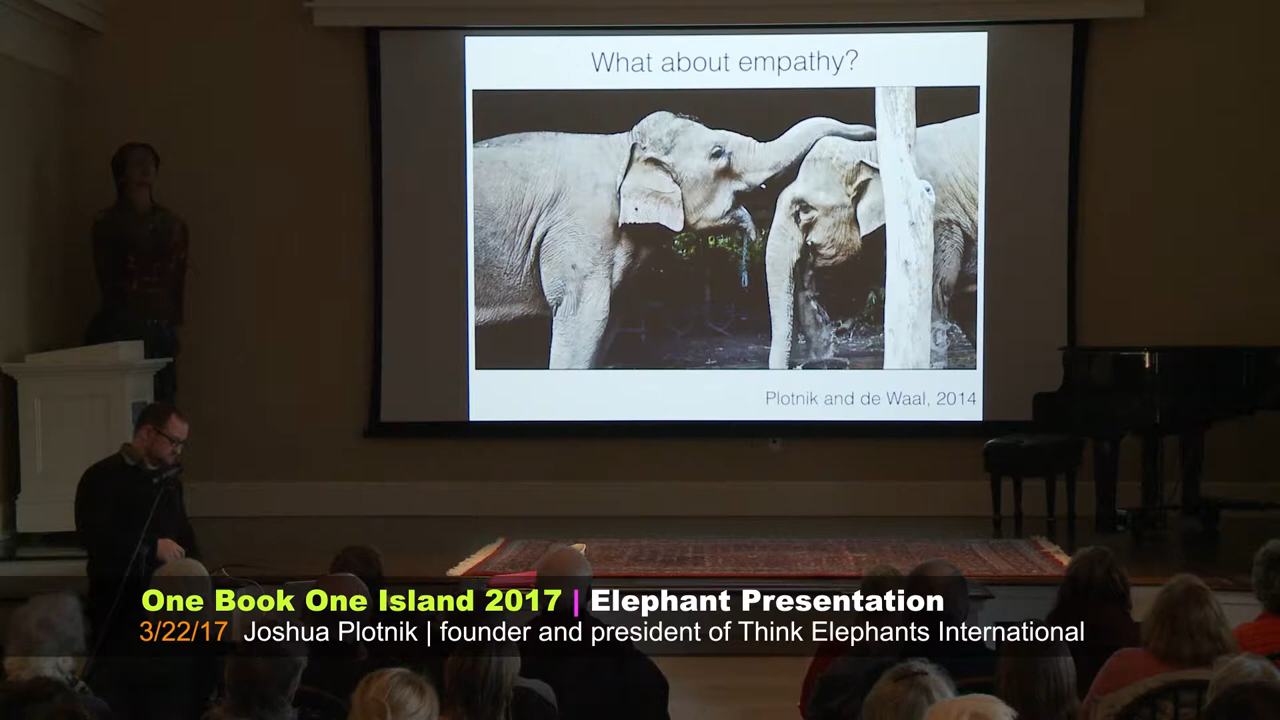 What about empathy?
Plotnik and de Waal, 2014
One Book One Island 2017 | Elephant Presentation
3/22/17 Joshua Plotnik | founder and president of Think Elephants International